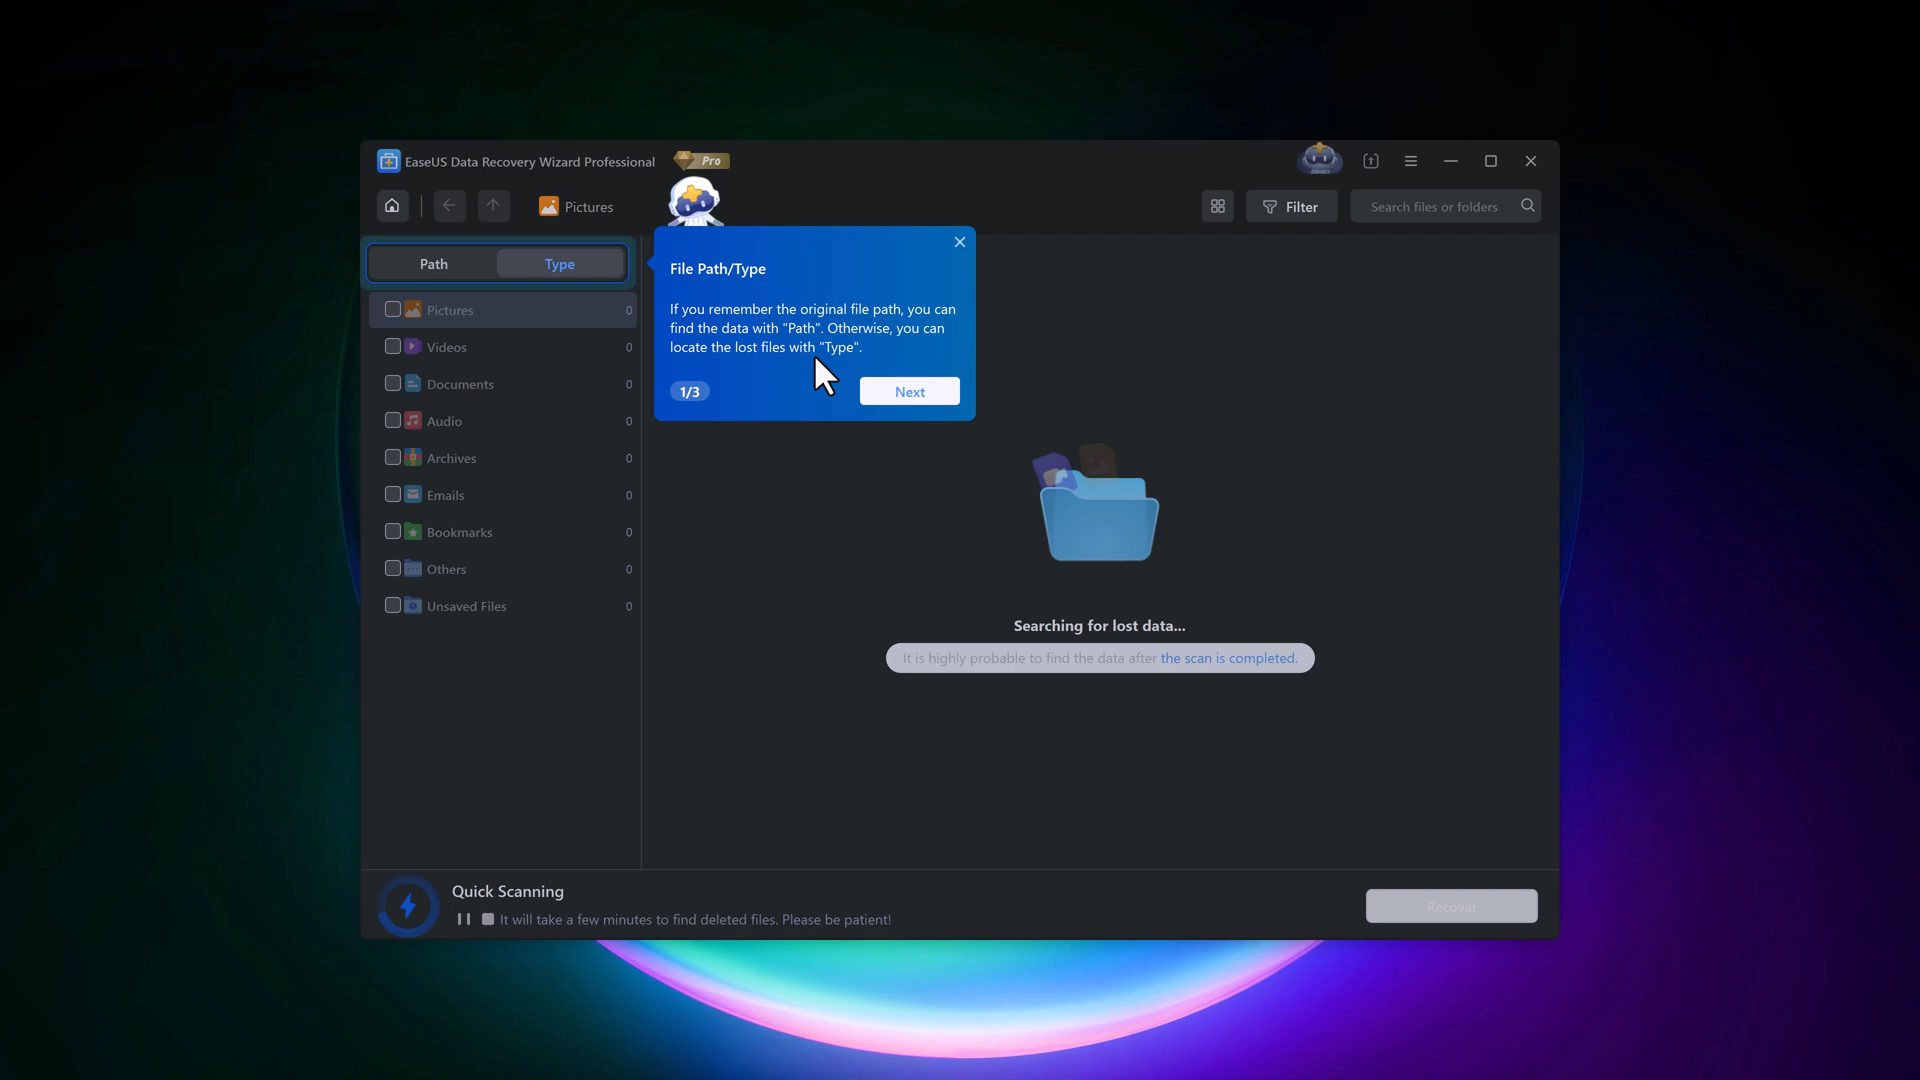 EaseUS Data Recovery Wizard Professional
Pro
Pictures
Filter
Search files or folders
Path
Type
File Path/Type
If you remember the original file path, you can
find the data with "Path". Otherwise, you can
locate the lost files with "Type".
1/3
Next
Pictures 0
Videos 0
Documents 0
Audio 0
Archives 0
Emails 0
Bookmarks 0
Others 0
Unsaved Files 0
Searching for lost data...
It is highly probable to find the data after the scan is completed.
Quick Scanning
It will take a few minutes to find deleted files. Please be patient!
Recover